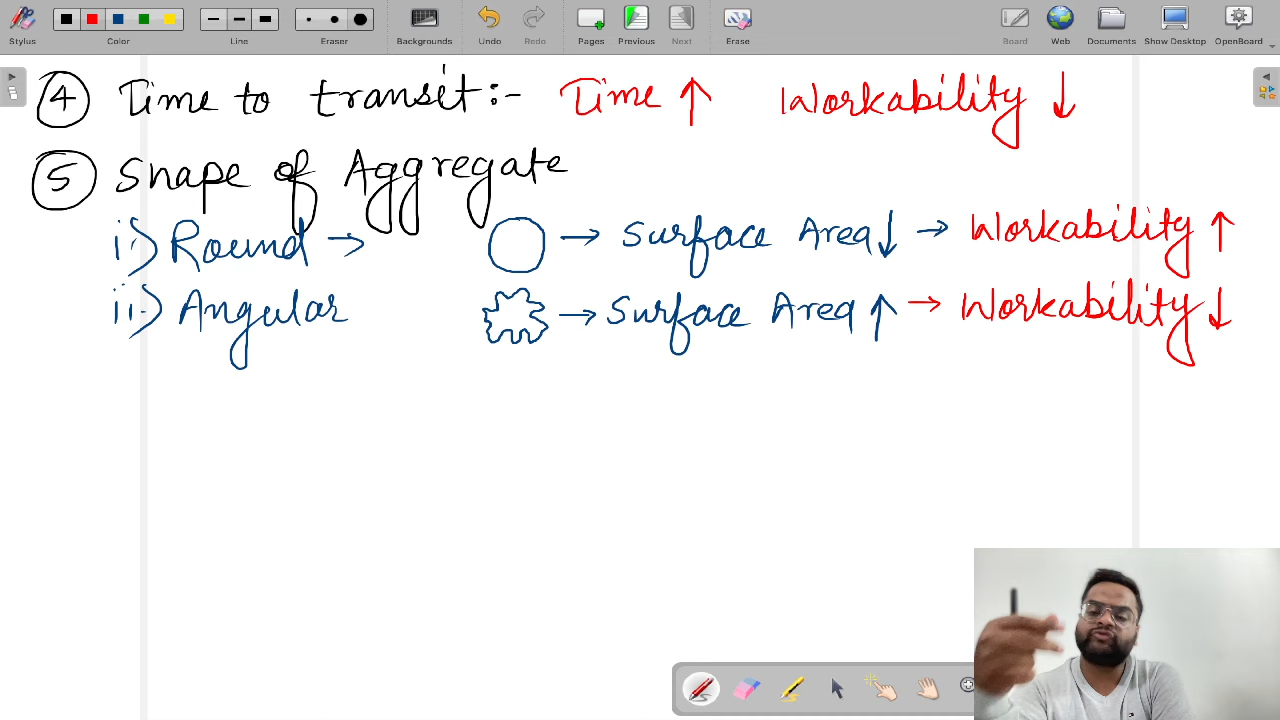 Stylus
Color
Line
Eraser
Backgrounds
Undo
Redo
Pages
Previous
Next
Erase
Board
Web
Documents
Show Desktop
OpenBoard
④ Time to transit:- Time ↑ Workability ↓
⑤ Shape of Aggregate
i.) Round → → Surface Area ↓ → Workability ↑
ii.) Angular → Surface Area ↑ → Workability ↓